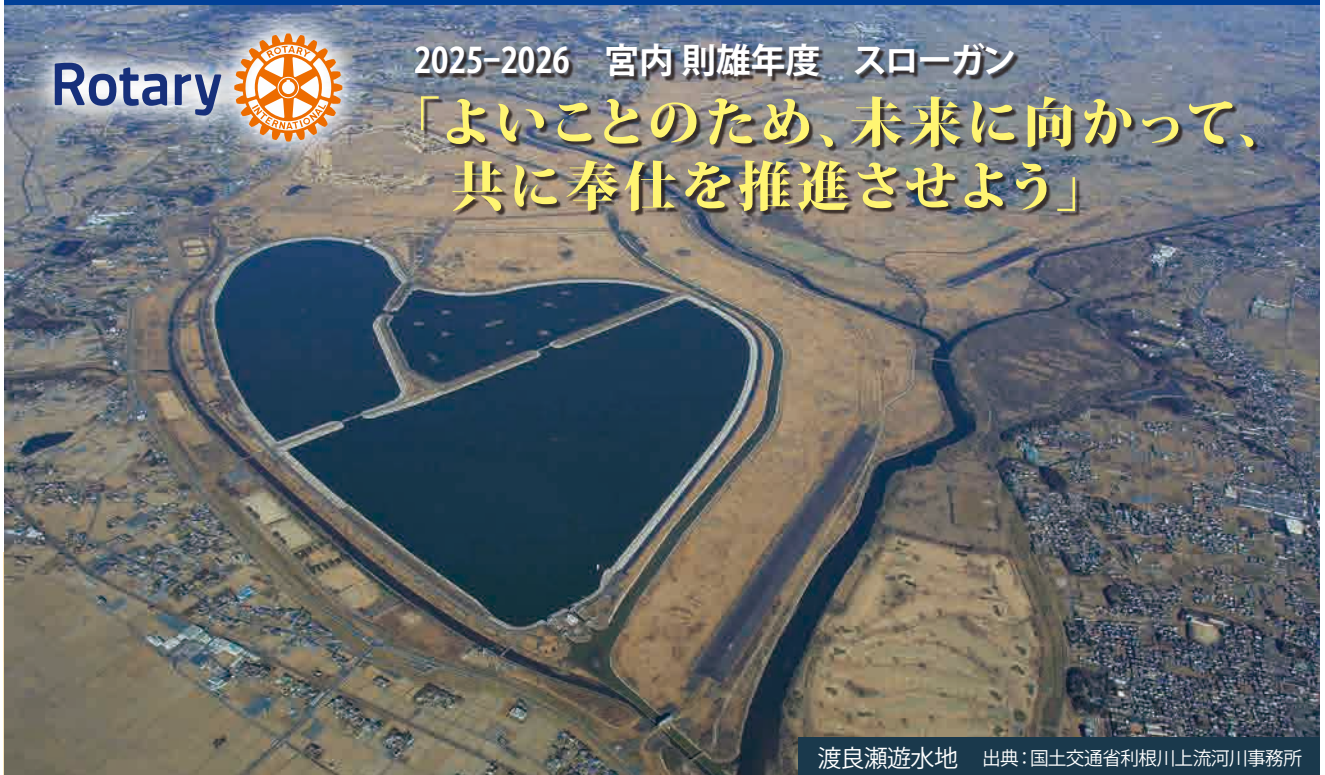 Rotary
ROTARY
INTERNATIONAL
2025-2026　宮内 則雄年度　スローガン
「よいことのため、未来に向かって、
共に奉仕を推進させよう」
渡良瀬遊水地　出典：国土交通省利根川上流河川事務所